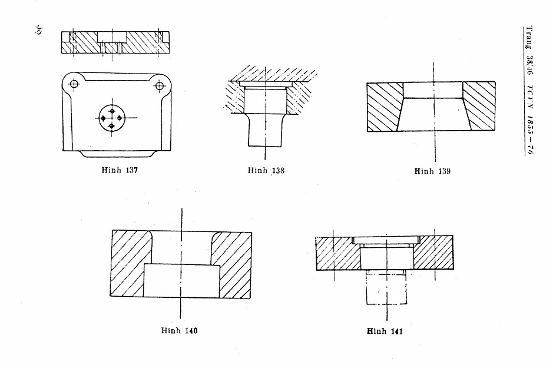 Trang 38/46 TCVN 1855 - 76
Hình 137
Hình 138
Hình 139
Hình 140
Hình 141